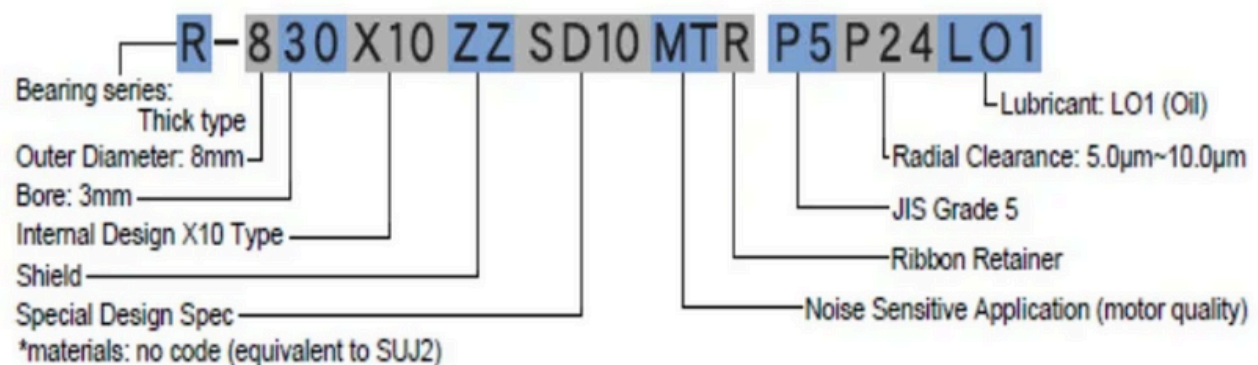 R-830X10ZZSD10MTR P5P24LO1
Bearing series:
Thick type
Outer Diameter: 8mm
Bore: 3mm
Internal Design X10 Type
Shield
Special Design Spec
*materials: no code (equivalent to SUJ2)
Lubricant: LO1 (Oil)
Radial Clearance: 5.0µm~10.0µm
JIS Grade 5
Ribbon Retainer
Noise Sensitive Application (motor quality)